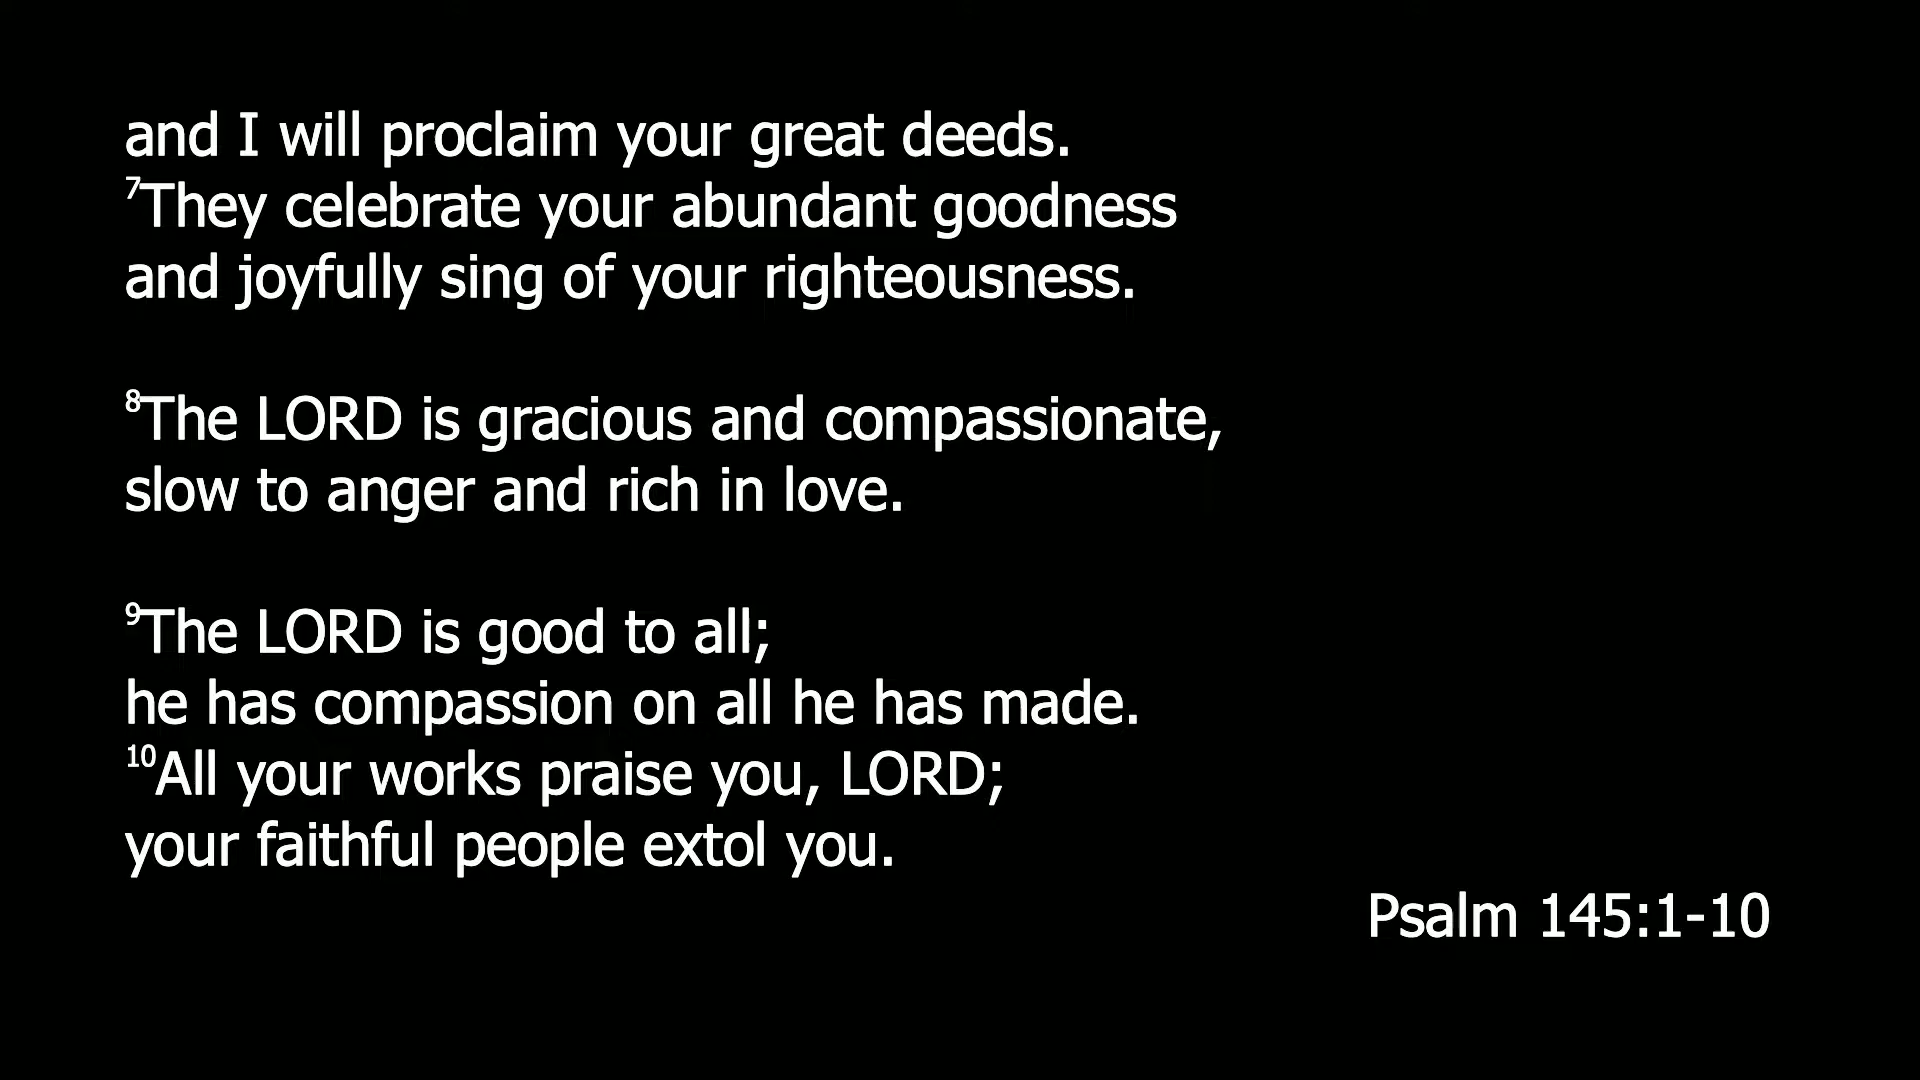 and I will proclaim your great deeds.
⁷They celebrate your abundant goodness
and joyfully sing of your righteousness.
⁸The LORD is gracious and compassionate,
slow to anger and rich in love.
⁹The LORD is good to all;
he has compassion on all he has made.
¹⁰All your works praise you, LORD;
your faithful people extol you.
Psalm 145:1-10